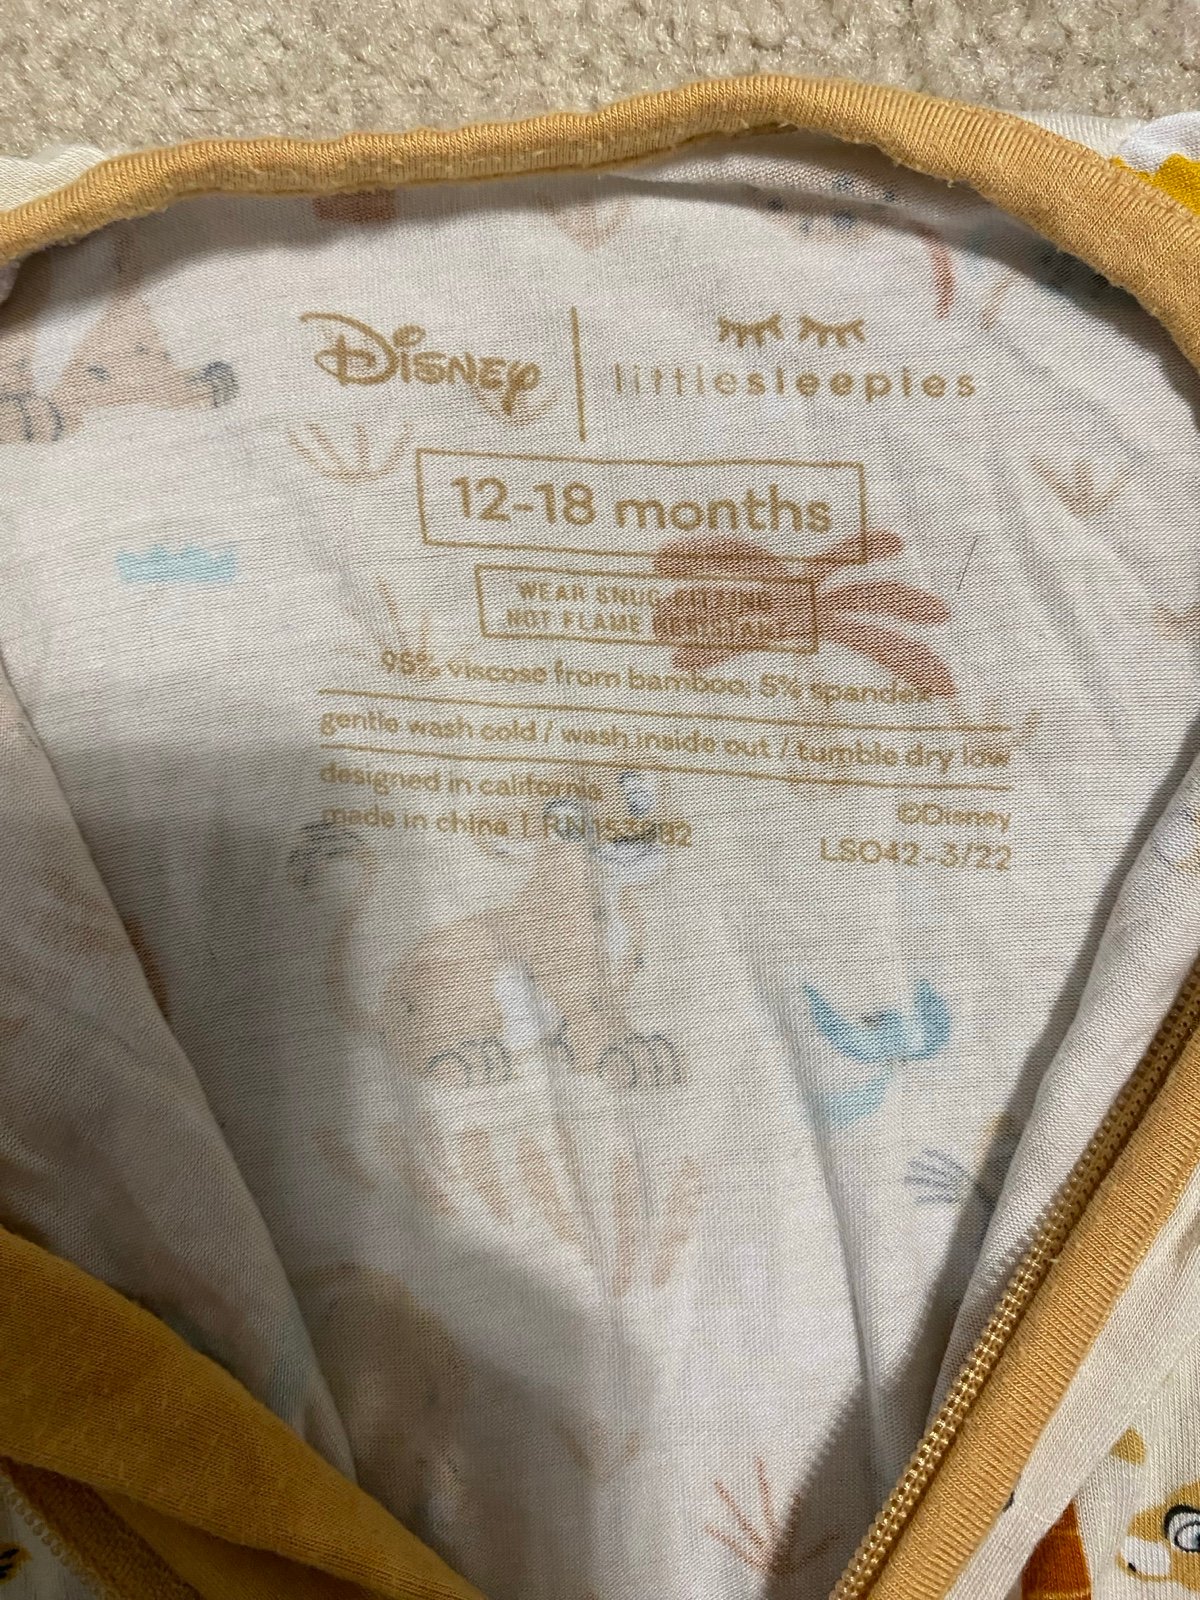 Disney | littlesleepies
12-18 months
WEAR SNUG-FITTING
NOT FLAME RESISTANT
95% viscose from bamboo, 5% spandex
gentle wash cold / wash inside out / tumble dry low
designed in california
made in china | RN153982
©Disney
LS042-3/22